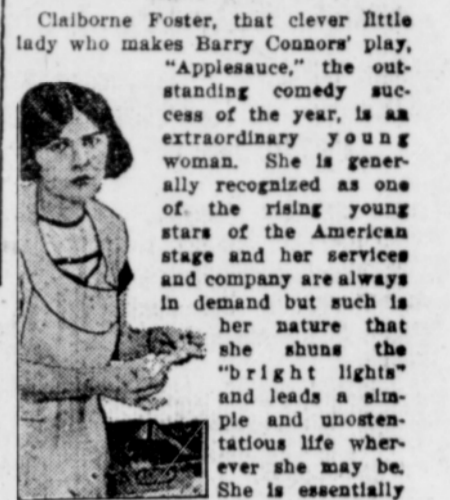 Claiborne Foster, that clever little
lady who makes Barry Connors' play,
"Applesauce," the out-
standing comedy suc-
cess of the year, is an
extraordinary young
woman. She is gener-
ally recognized as one
of the rising young
stars of the American
stage and her services
and company are always
in demand but such is
her nature that
she shuns the
"bright lights"
and leads a sim-
ple and unosten-
tatious life wher-
ever she may be.
She is essentially